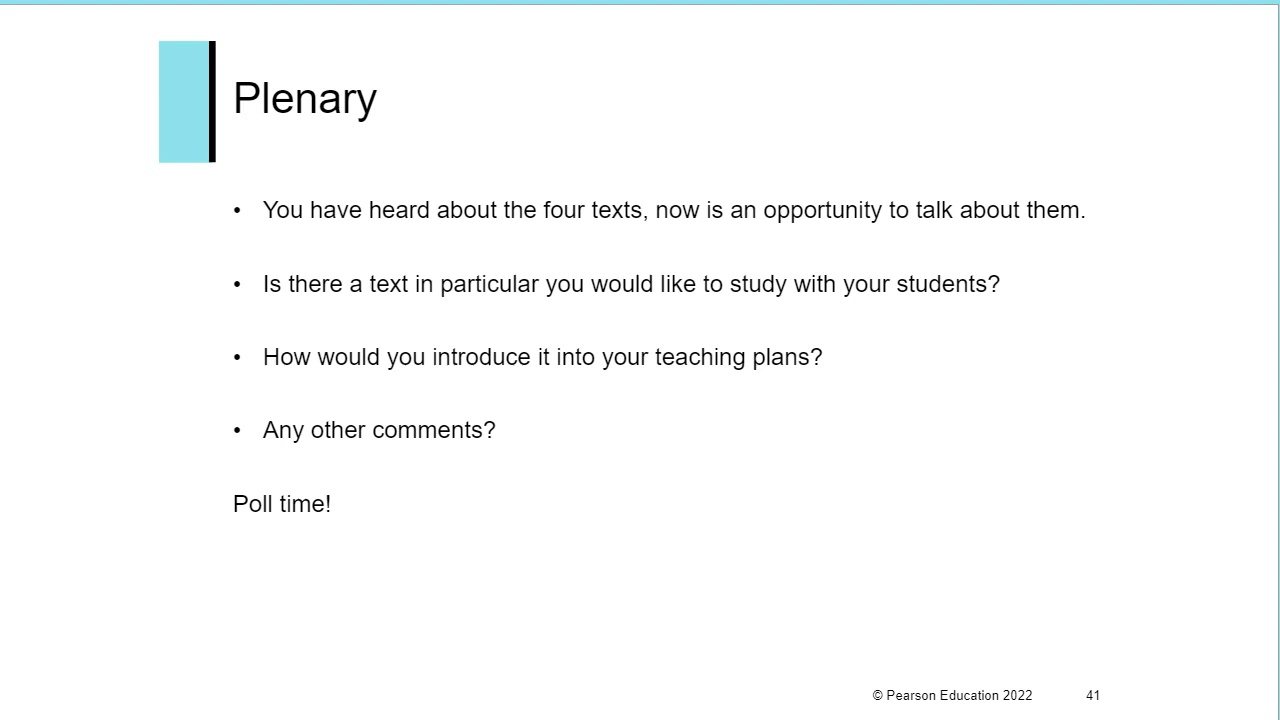 Plenary
• You have heard about the four texts, now is an opportunity to talk about them.
• Is there a text in particular you would like to study with your students?
• How would you introduce it into your teaching plans?
• Any other comments?
Poll time!
© Pearson Education 2022 41